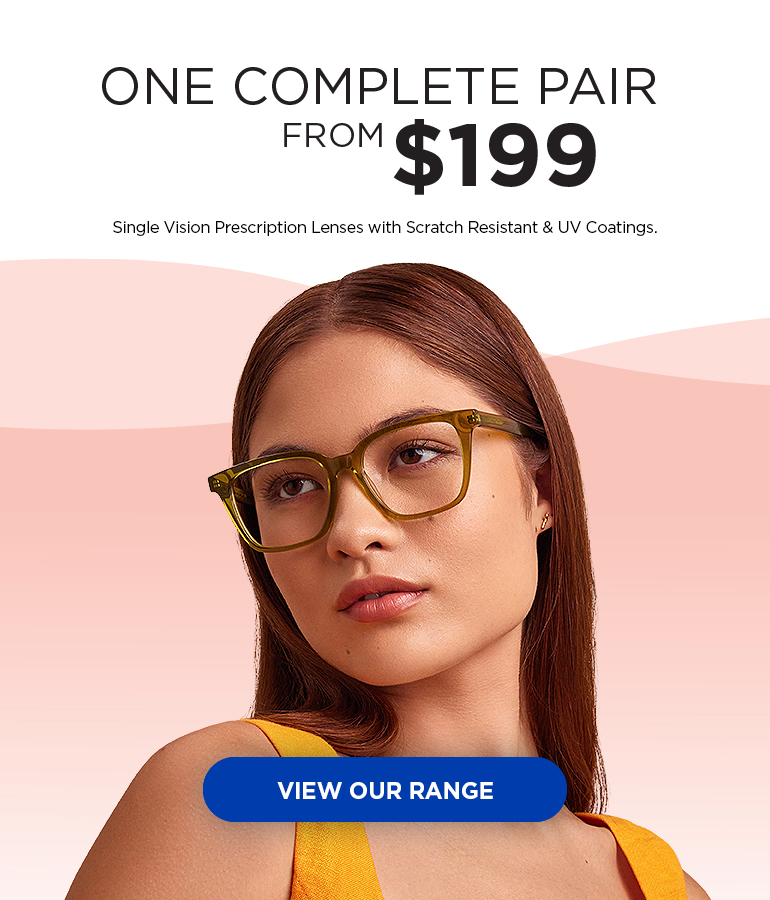 ONE COMPLETE PAIR
FROM $199
Single Vision Prescription Lenses with Scratch Resistant & UV Coatings.
VIEW OUR RANGE